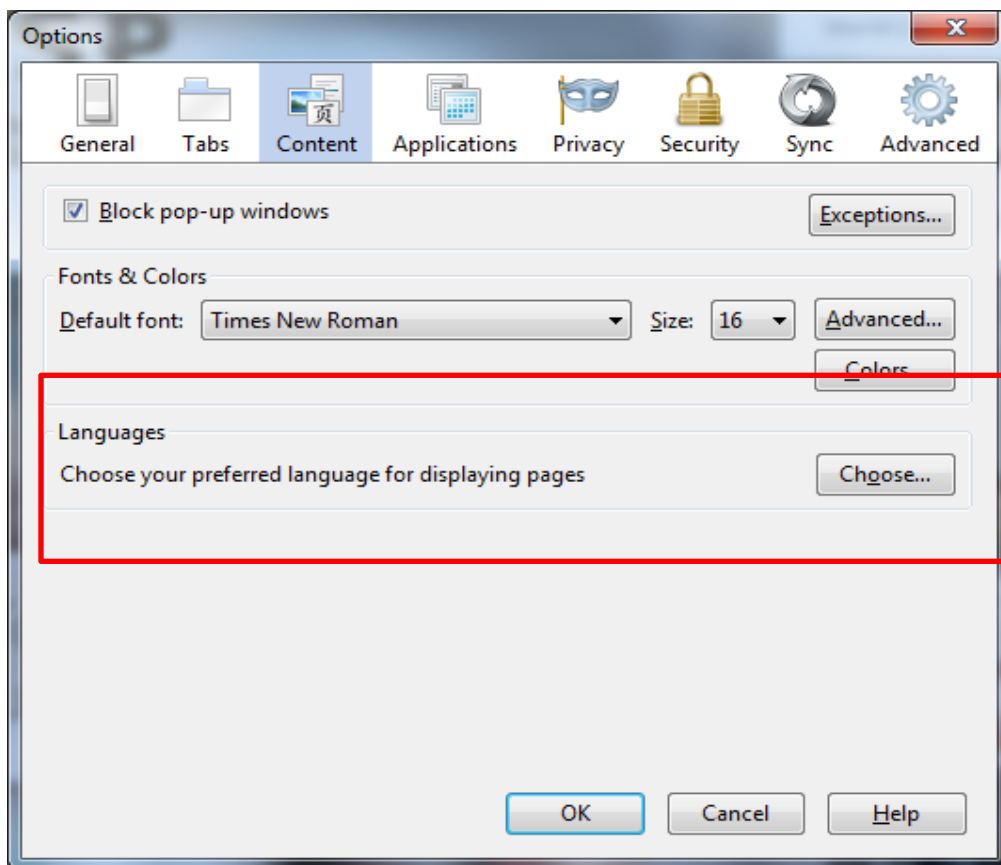 Options
General Tabs Content Applications Privacy Security Sync Advanced
页
Block pop-up windows Exceptions...
Fonts & Colors
Default font: Times New Roman Size: 16 Advanced...
Colors...
Languages
Choose your preferred language for displaying pages Choose...
OK Cancel Help